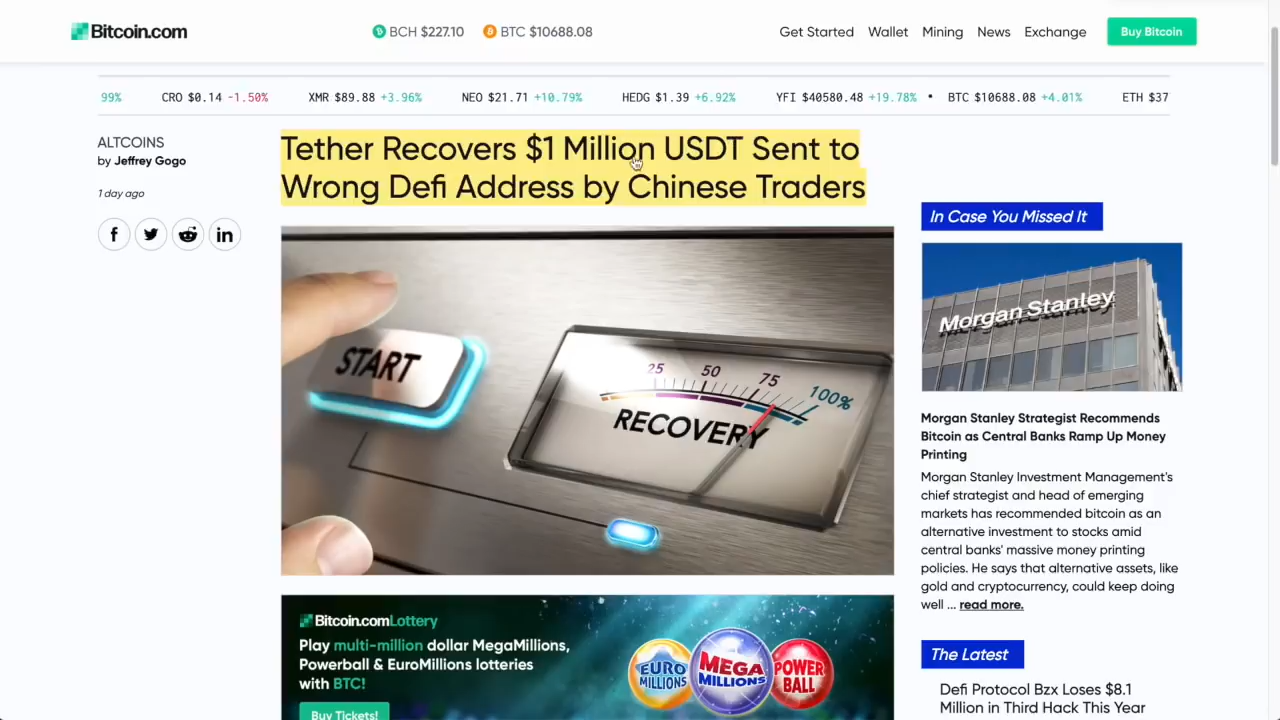 Bitcoin.com
BCH $227.10 BTC $10688.08
Get Started Wallet Mining News Exchange Buy Bitcoin
99% CRO $0.14 -1.50% XMR $89.88 +3.96% NEO $21.71 +10.79% HEDG $1.39 +6.92% YFI $40580.48 +19.78% • BTC $10688.08 +4.01% ETH $37
ALTCOINS
by Jeffrey Gogo
1 day ago
Tether Recovers $1 Million USDT Sent to
Wrong Defi Address by Chinese Traders
START
25 50 75 100%
RECOVERY
Bitcoin.com Lottery
Play multi-million dollar MegaMillions,
Powerball & EuroMillions lotteries
with BTC!
Buy Tickets!
EURO
MILLIONS
MEGA
MILLIONS
POWER
BALL
In Case You Missed It
Morgan Stanley
Morgan Stanley Strategist Recommends
Bitcoin as Central Banks Ramp Up Money
Printing
Morgan Stanley Investment Management's
chief strategist and head of emerging
markets has recommended bitcoin as an
alternative investment to stocks amid
central banks' massive money printing
policies. He says that alternative assets, like
gold and cryptocurrency, could keep doing
well ... read more.
The Latest
Defi Protocol Bzx Loses $8.1
Million in Third Hack This Year